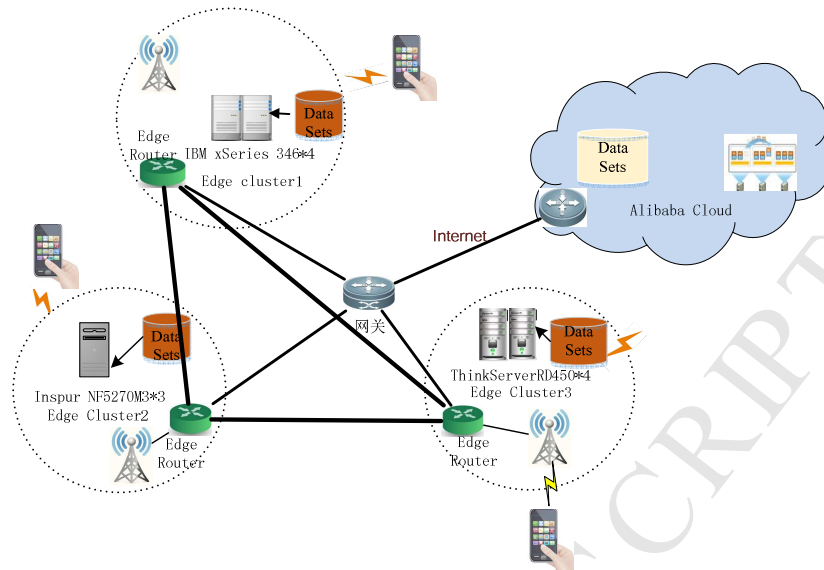 Edge
Router
IBM xSeries 346*4
Data
Sets
Edge cluster1
Data
Sets
Alibaba Cloud
Internet
网关
Data
Sets
Inspur NF5270M3*3
Edge Cluster2
Edge
Router
Data
Sets
ThinkServerRD450*4
Edge Cluster3
Edge
Router
CRIPT